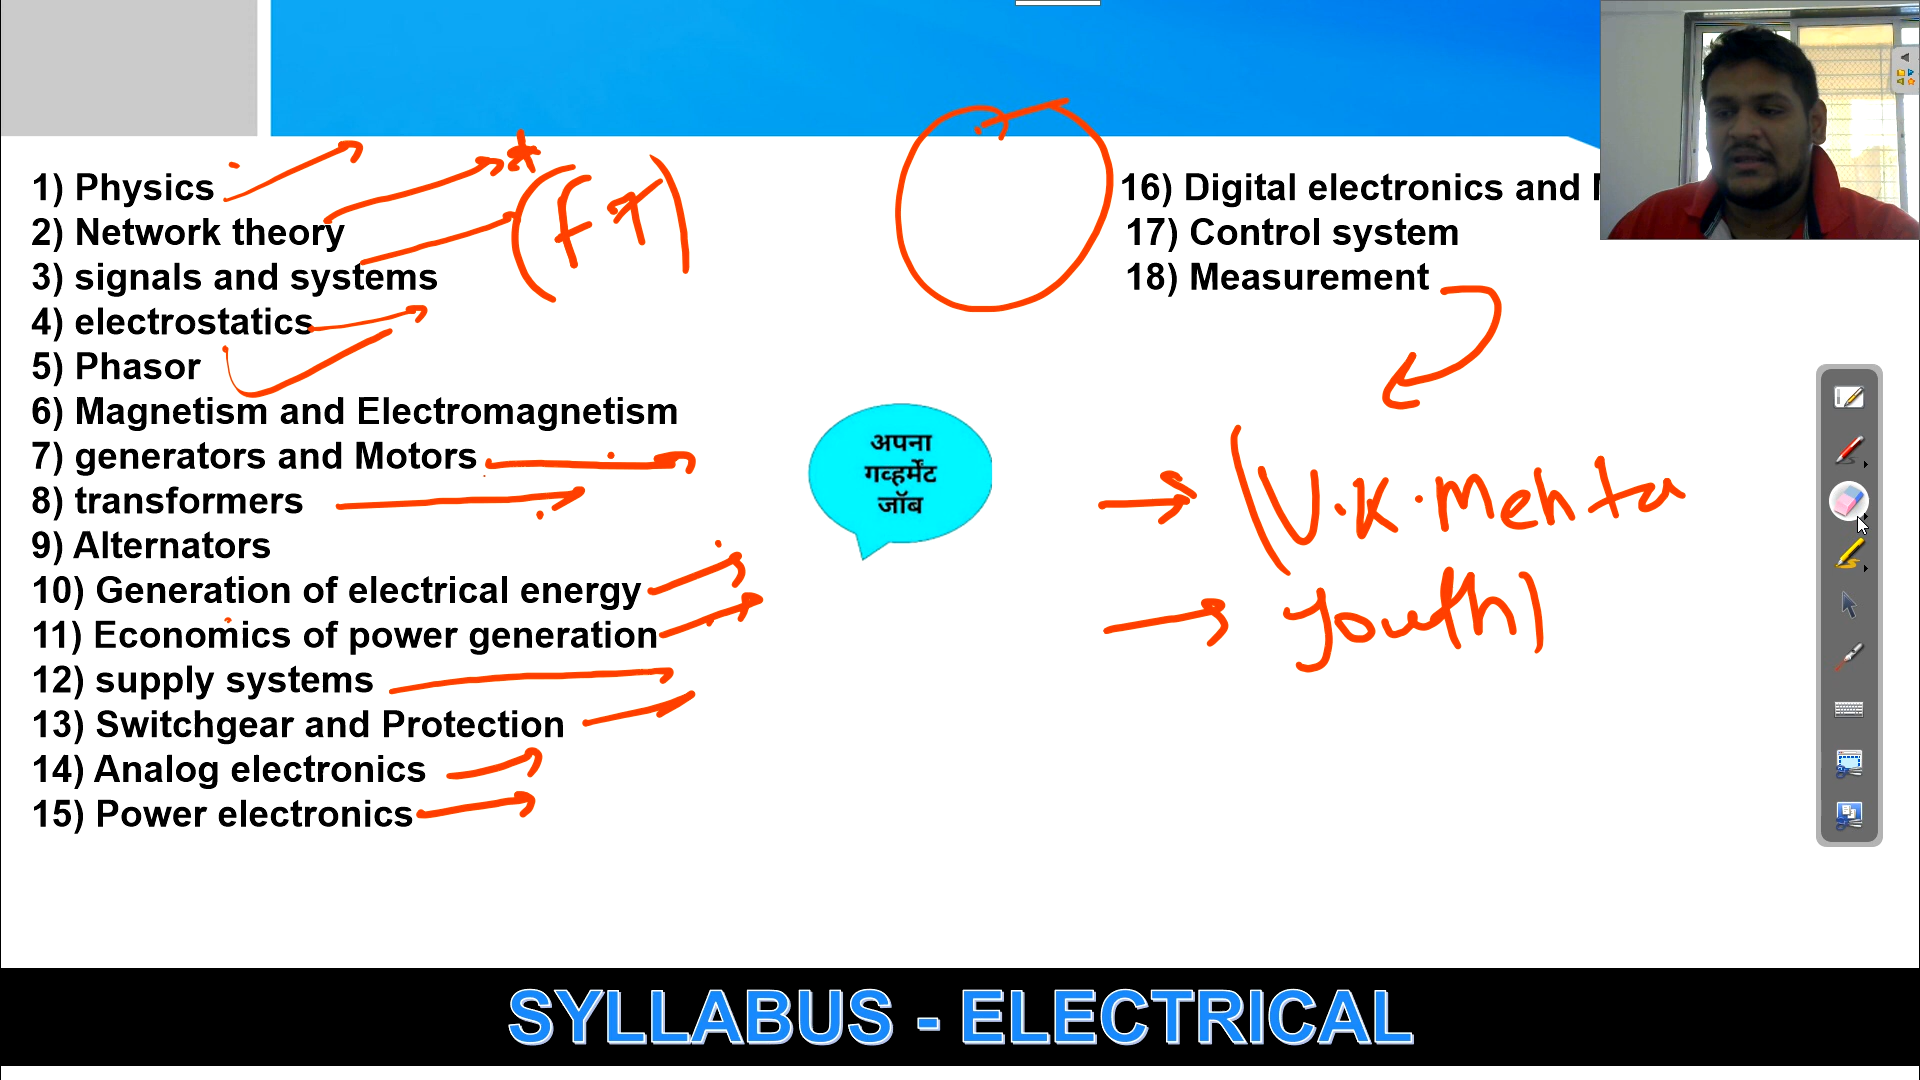 1) Physics
2) Network theory
3) signals and systems
4) electrostatics
5) Phasor
6) Magnetism and Electromagnetism
7) generators and Motors
8) transformers
9) Alternators
10) Generation of electrical energy
11) Economics of power generation
12) supply systems
13) Switchgear and Protection
14) Analog electronics
15) Power electronics
(FT)
अपना
गव्हर्मेंट
जॉब
16) Digital electronics and
17) Control system
18) Measurement
(V.K.Mehta
youth)
SYLLABUS - ELECTRICAL